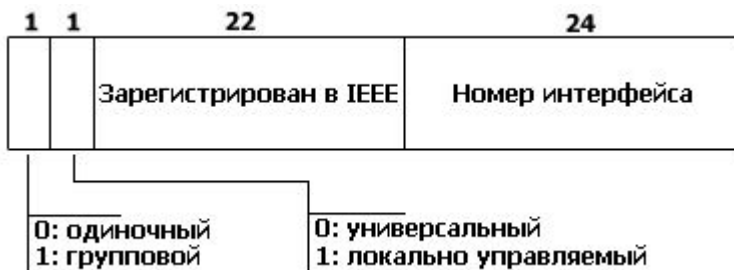 1 1 22 24
Зарегистрирован в IEEE Номер интерфейса
0: одиночный 0: универсальный
1: групповой 1: локально управляемый